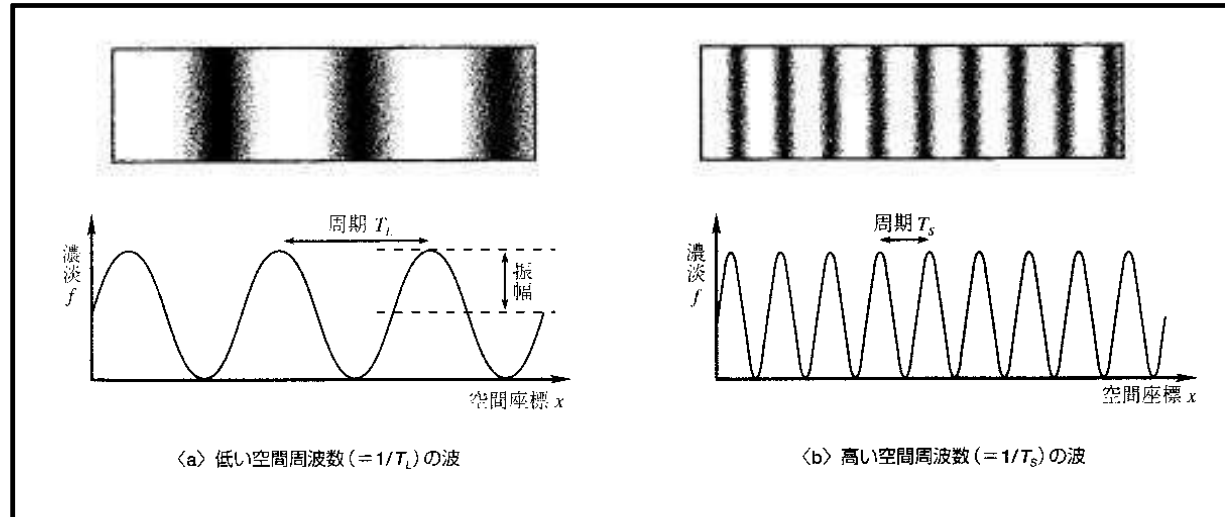 周期 T_L
濃淡 f
振幅
空間座標 x
〈a〉 低い空間周波数(=1/T_L)の波
周期 T_S
濃淡 f
空間座標 x
〈b〉 高い空間周波数(=1/T_S)の波